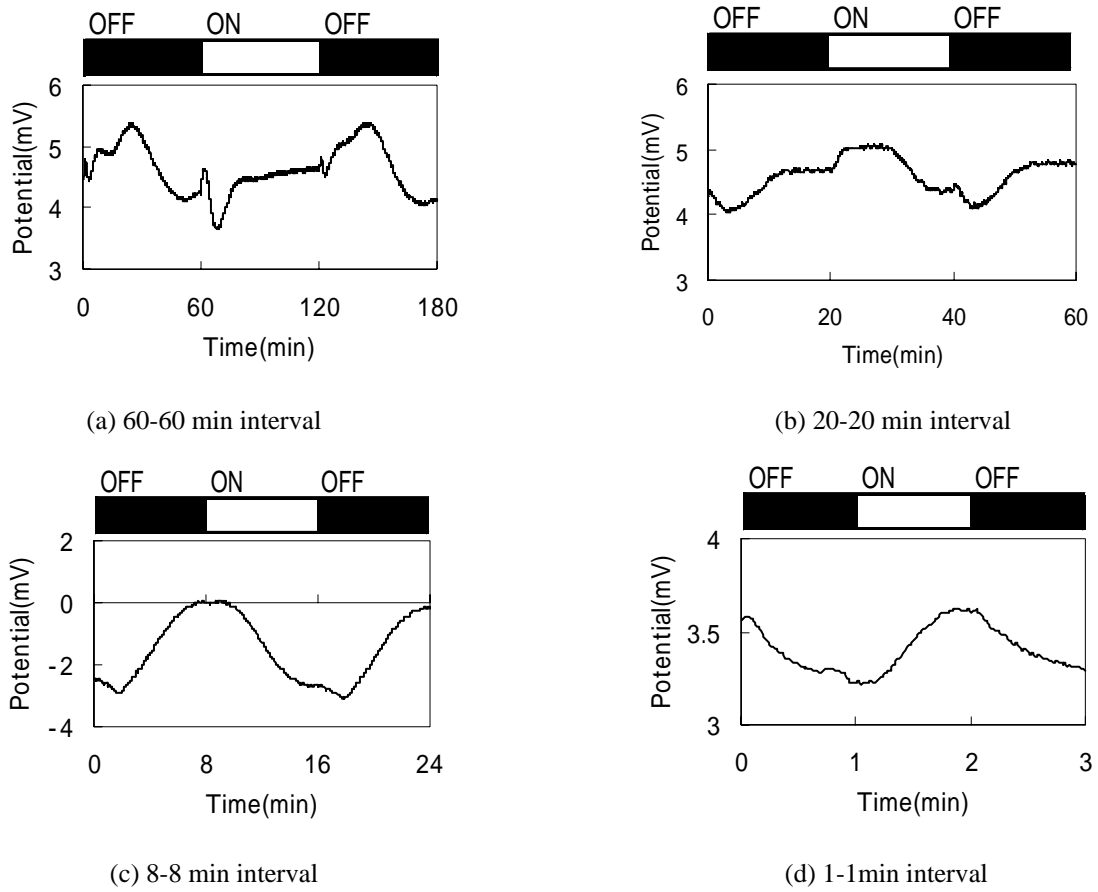 OFF ON OFF
6
5
4
3
Potential(mV)
0 60 120 180
Time(min)
(a) 60-60 min interval
OFF ON OFF
6
5
4
3
Potential(mV)
0 20 40 60
Time(min)
(b) 20-20 min interval
OFF ON OFF
2
0
-2
-4
Potential(mV)
0 8 16 24
Time(min)
(c) 8-8 min interval
OFF ON OFF
4
3.5
3
Potential(mV)
0 1 2 3
Time(min)
(d) 1-1min interval